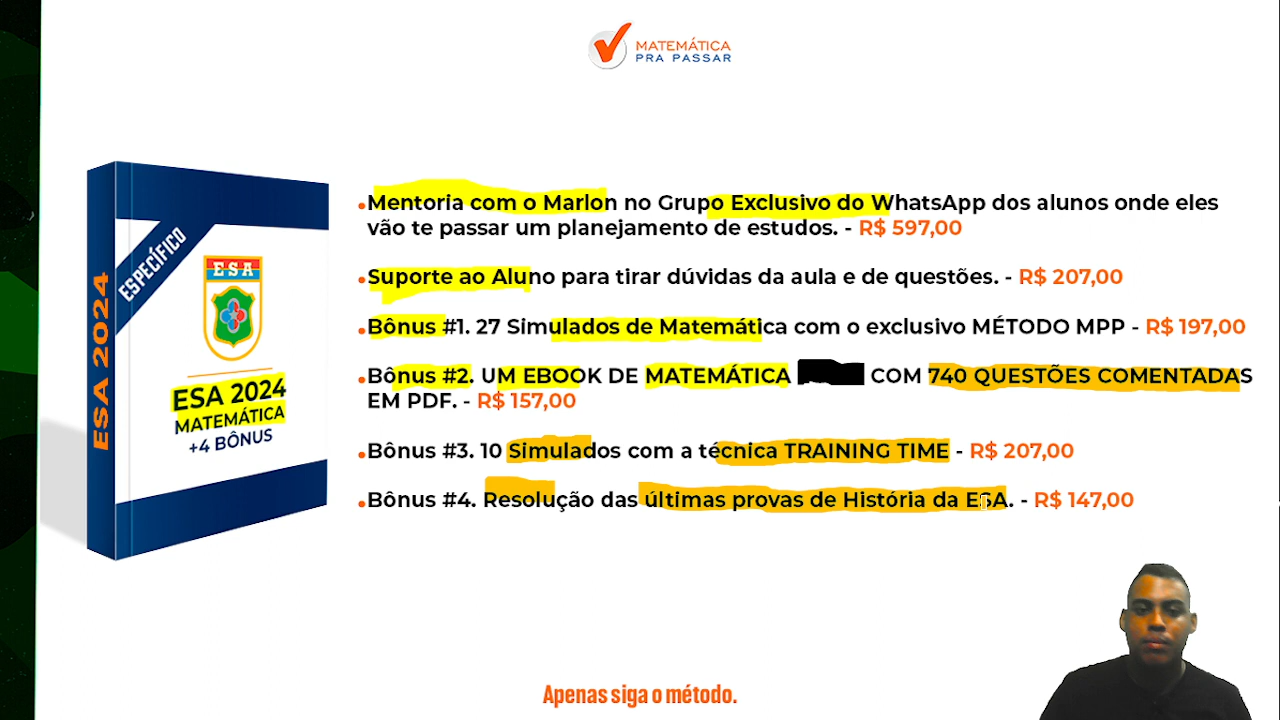 MATEMÁTICA
PRA PASSAR
ESA 2024
ESPECÍFICO
ESA
ESA 2024
MATEMÁTICA
+4 BÔNUS
•Mentoria com o Marlon no Grupo Exclusivo do WhatsApp dos alunos onde eles
vão te passar um planejamento de estudos. - R$ 597,00
•Suporte ao Aluno para tirar dúvidas da aula e de questões. - R$ 207,00
•Bônus #1. 27 Simulados de Matemática com o exclusivo MÉTODO MPP - R$ 197,00
•Bônus #2. UM EBOOK DE MATEMÁTICA COM 740 QUESTÕES COMENTADAS
EM PDF. - R$ 157,00
•Bônus #3. 10 Simulados com a técnica TRAINING TIME - R$ 207,00
•Bônus #4. Resolução das últimas provas de História da ESA. - R$ 147,00
Apenas siga o método.